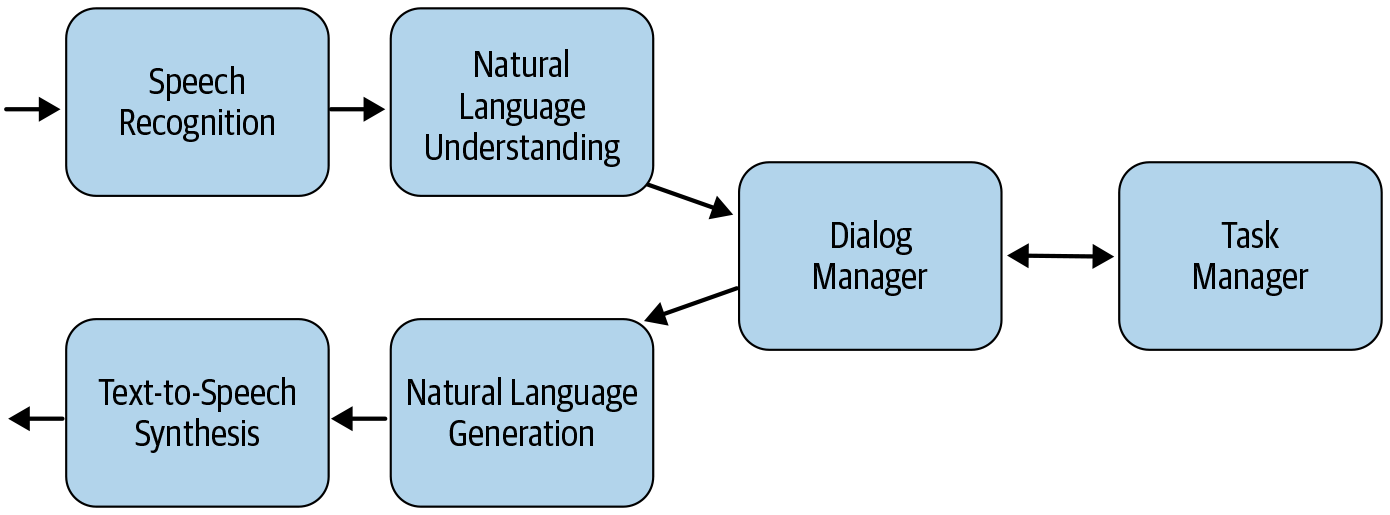 Speech
Recognition
Natural
Language
Understanding
Dialog
Manager
Task
Manager
Text-to-Speech
Synthesis
Natural Language
Generation